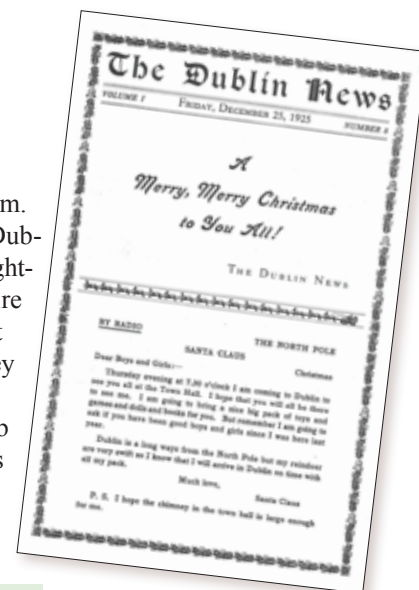 m.
Dub-
ght-
re
t
ey
o
s
The Dublin News
VOLUME I FRIDAY, DECEMBER 25, 1925 NUMBER 8
A
Merry, Merry Christmas
to You All!
THE DUBLIN NEWS
BY RADIO THE NORTH POLE
SANTA CLAUS Christmas
Dear Boys and Girls:—
Thursday evening at 7.30 o'clock I am coming to Dublin to
see you all at the Town Hall. I hope that you will all be there
to see me. I am going to bring a nice big pack of toys and
games and dolls and books for you. But remember I am going to
ask if you have been good boys and girls since I was here last
year.
Dublin is a long ways from the North Pole but my reindeer
are very swift so I know that I will arrive in Dublin on time with
all my pack.
Much love,
Santa Claus
P. S. I hope the chimney in the town hall is large enough
for me.